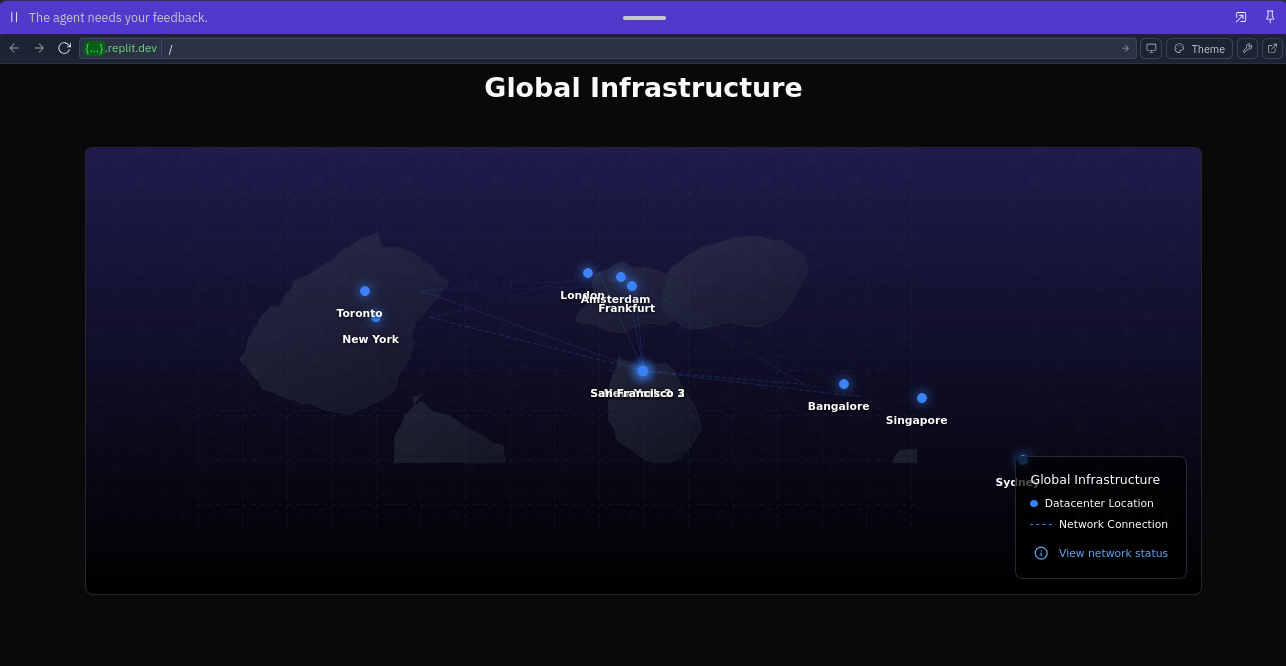 The agent needs your feedback.
{...}.replit.dev /
Theme
Global Infrastructure
London
Amsterdam
Frankfurt
Toronto
New York
San Francisco 3
Bangalore
Singapore
Sydney
Global Infrastructure
Datacenter Location
Network Connection
View network status